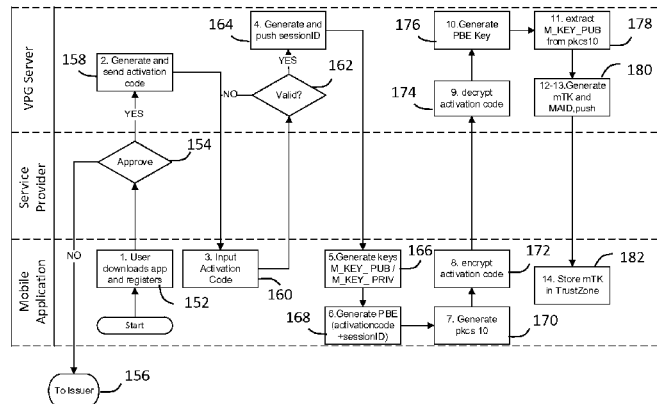 VPG Server
Service
Provider
Mobile
Application
164
4. Generate and
push sessionID
176
10.Generate
PBE Key
11. extract
M_KEY_PUB
from pkcs10
178
158
2. Generate and
send activation
code
YES
NO
Valid?
162
174
9. decrypt
activation code
180
12-13.Generate
mTK and
MAID,push
YES
Approve
154
NO
1. User
downloads app
and registers
152
3. Input
Activation
Code
160
5.Generate keys
M_KEY_ PUB /
M_KEY_ PRIV
166
8. encrypt
activation code
172
182
14. Store mTK
in TrustZone
Start
168
6.Generate PBE
(activationcode
+sessionID)
7. Generate
pkcs 10
170
To Issuer
156